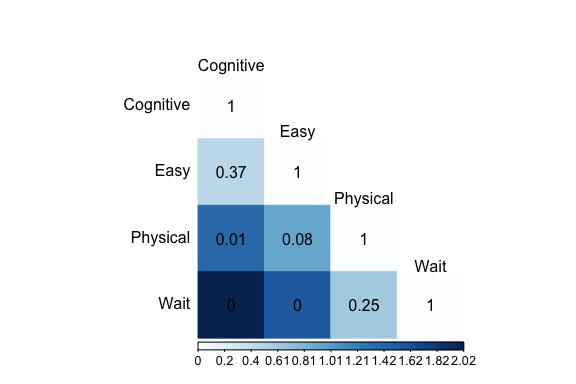 Cognitive
Cognitive 1
Easy
Easy 0.37 1
Physical
Physical 0.01 0.08 1
Wait
Wait 0 0 0.25 1
0 0.2 0.4 0.61 0.81 1.01 1.21 1.42 1.62 1.82 2.02